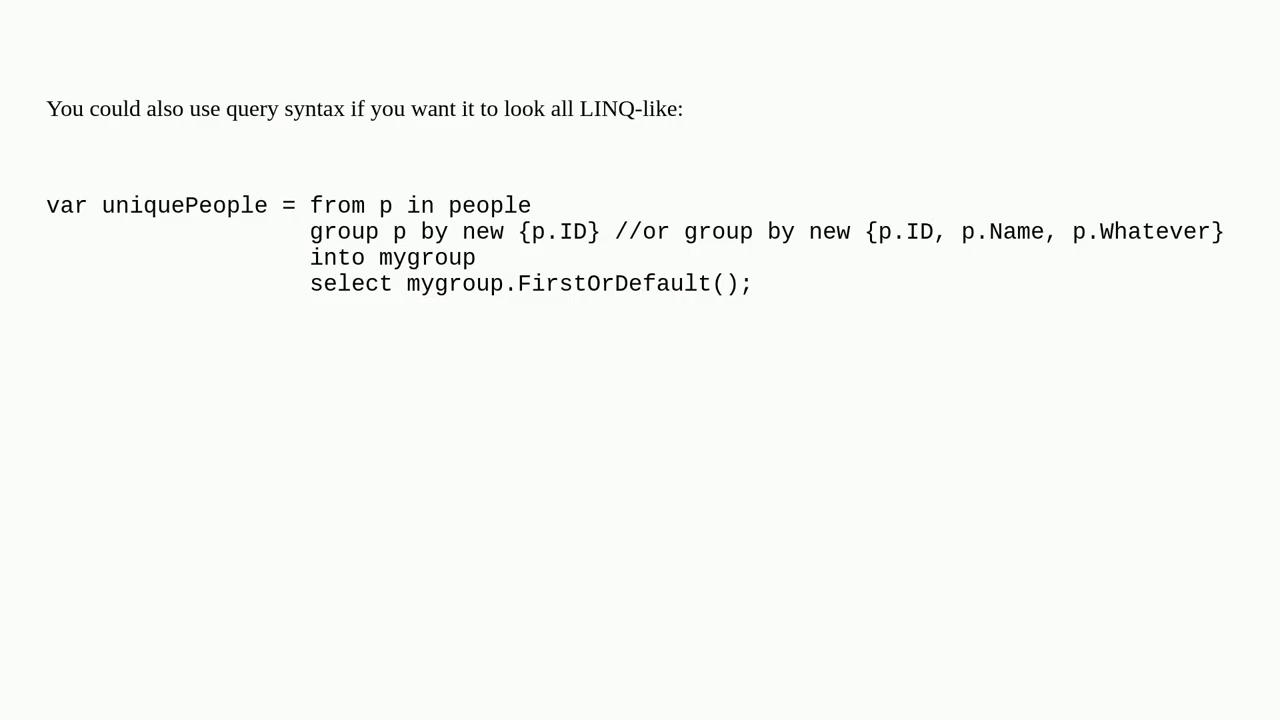 You could also use query syntax if you want it to look all LINQ-like:
var uniquePeople = from p in people
group p by new {p.ID} //or group by new {p.ID, p.Name, p.Whatever}
into mygroup
select mygroup.FirstOrDefault();